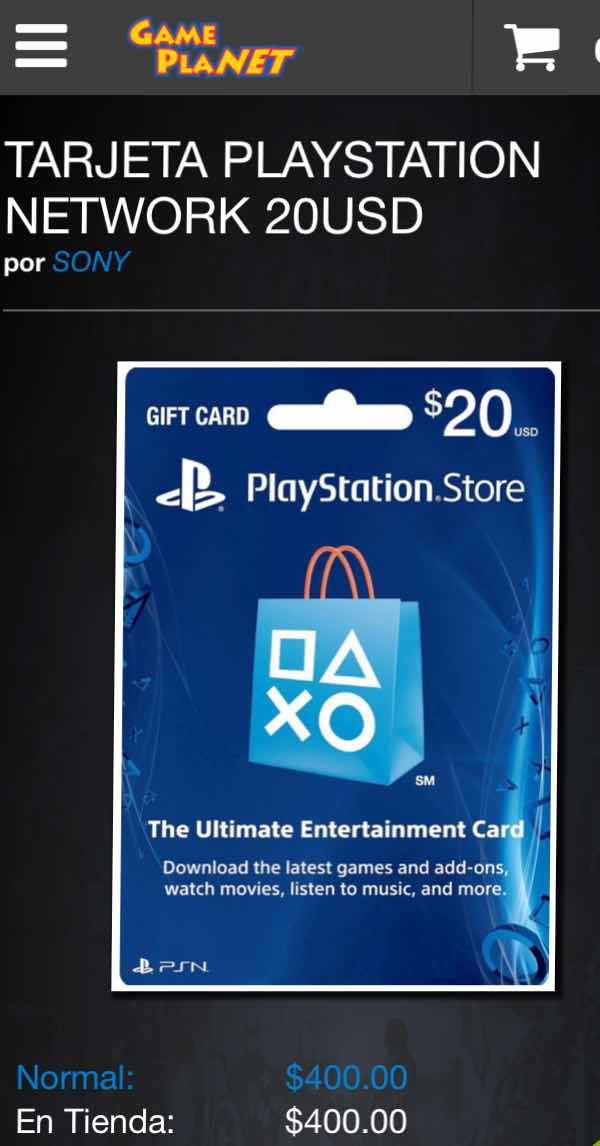 GAME
PLANET
TARJETA PLAYSTATION
NETWORK 20USD
por SONY
GIFT CARD
$20 USD
PlayStation®Store
SM
The Ultimate Entertainment Card
Download the latest games and add-ons,
watch movies, listen to music, and more.
PSN
Normal: $400.00
En Tienda: $400.00